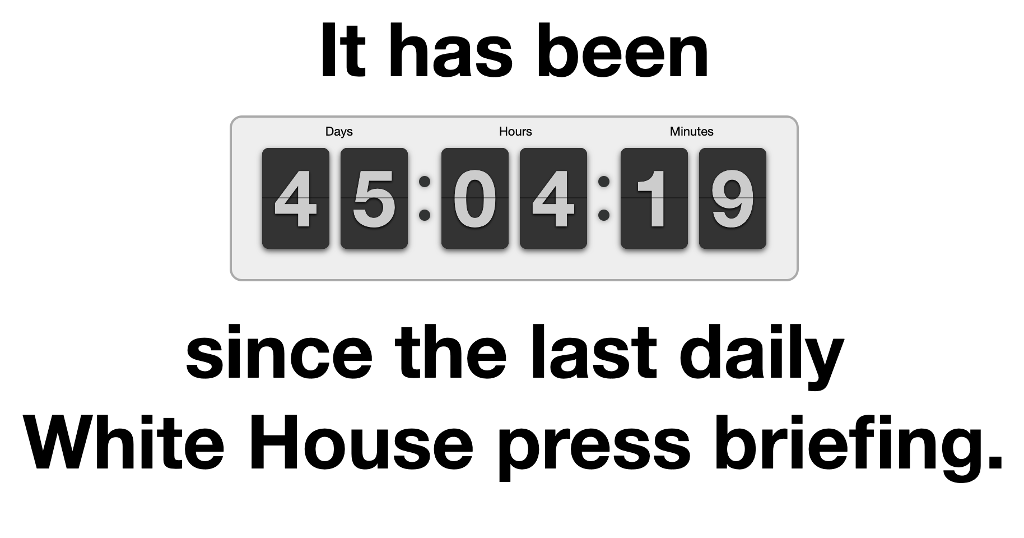 It has been
Days Hours Minutes
45:04:19
since the last daily
White House press briefing.